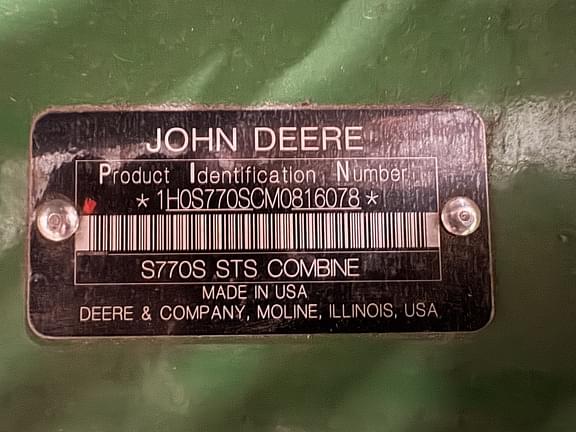 JOHN DEERE
Product Identification Number
* 1H0S770SCM0816078 *
S770S STS COMBINE
MADE IN USA
DEERE & COMPANY, MOLINE, ILLINOIS, USA